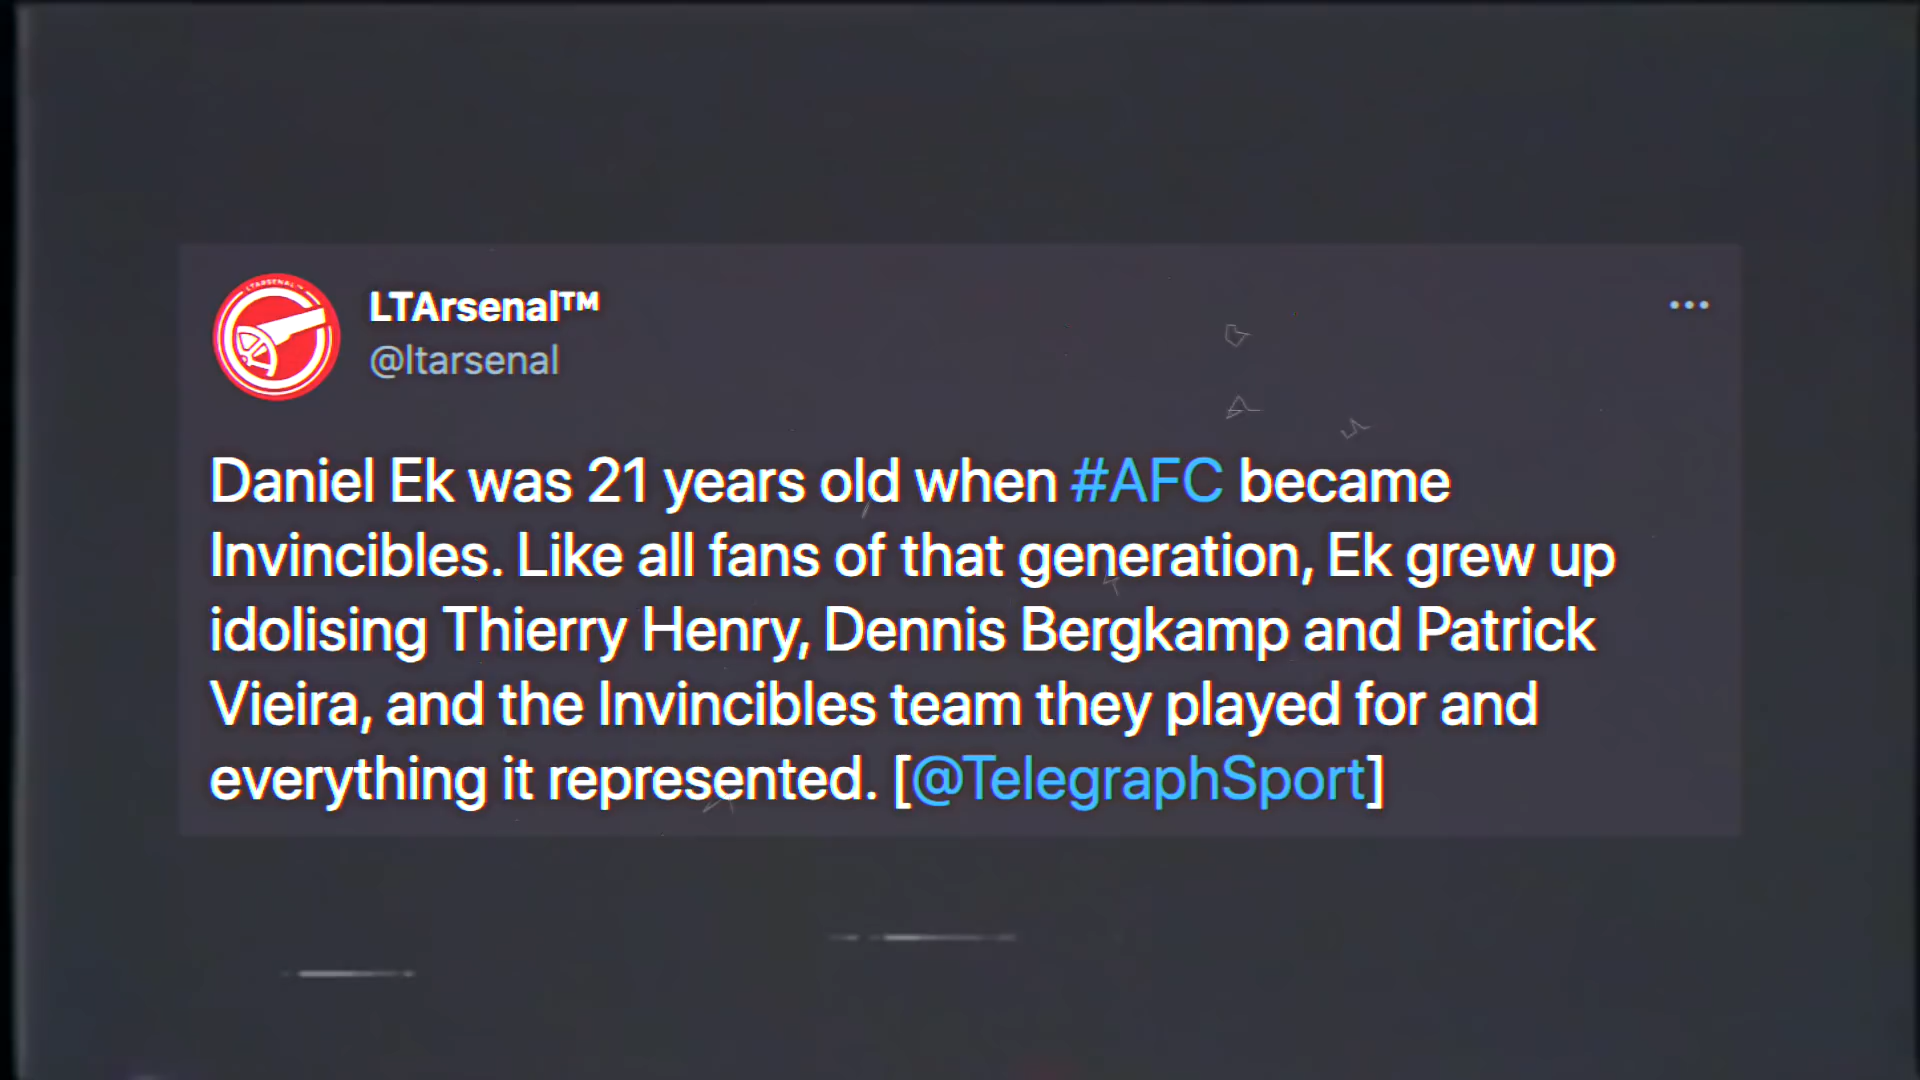 LTARSENAL™
LTArsenal™
@ltarsenal
Daniel Ek was 21 years old when #AFC became
Invincibles. Like all fans of that generation, Ek grew up
idolising Thierry Henry, Dennis Bergkamp and Patrick
Vieira, and the Invincibles team they played for and
everything it represented. [@TelegraphSport]